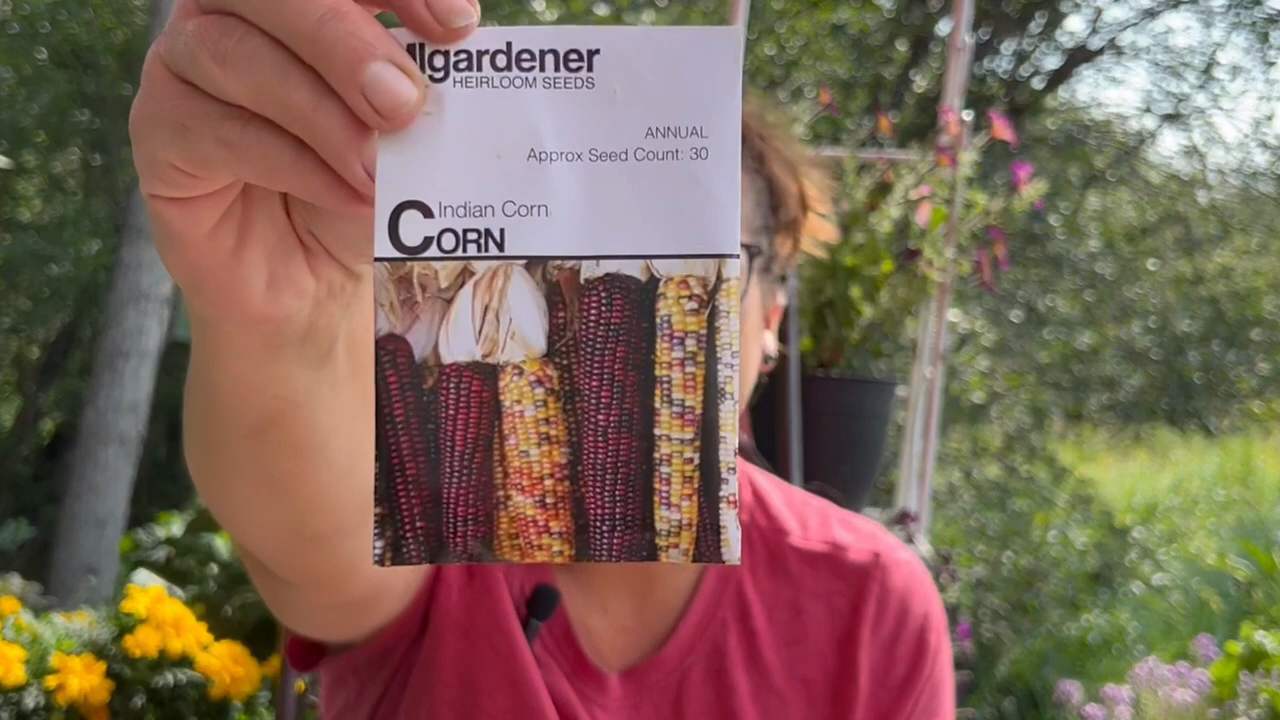 gardener
HEIRLOOM SEEDS
ANNUAL
Approx Seed Count: 30
Indian Corn
CORN